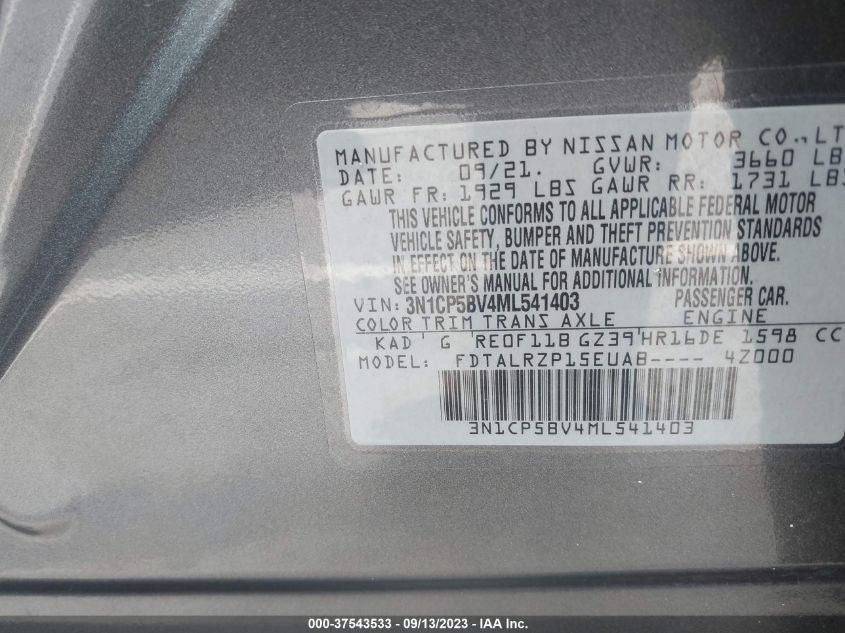 MANUFACTURED BY NISSAN MOTOR CO., LT
DATE: 09/21. GVWR: 3660 LB
GAWR FR: 1929 LBS GAWR RR: 1731 LBS
THIS VEHICLE CONFORMS TO ALL APPLICABLE FEDERAL MOTOR
VEHICLE SAFETY, BUMPER AND THEFT PREVENTION STANDARDS
IN EFFECT ON THE DATE OF MANUFACTURE SHOWN ABOVE.
SEE OWNER'S MANUAL FOR ADDITIONAL INFORMATION.
VIN: 3N1CP5BV4ML541403 PASSENGER CAR.
COLOR TRIM TRANS AXLE ENGINE
KAD G RE0F11B GZ39 HR16DE 1598 CC
MODEL: FDTALRZP15EUAB---- 4Z000
3N1CP5BV4ML541403
000-37543533 - 09/13/2023 - IAA Inc.